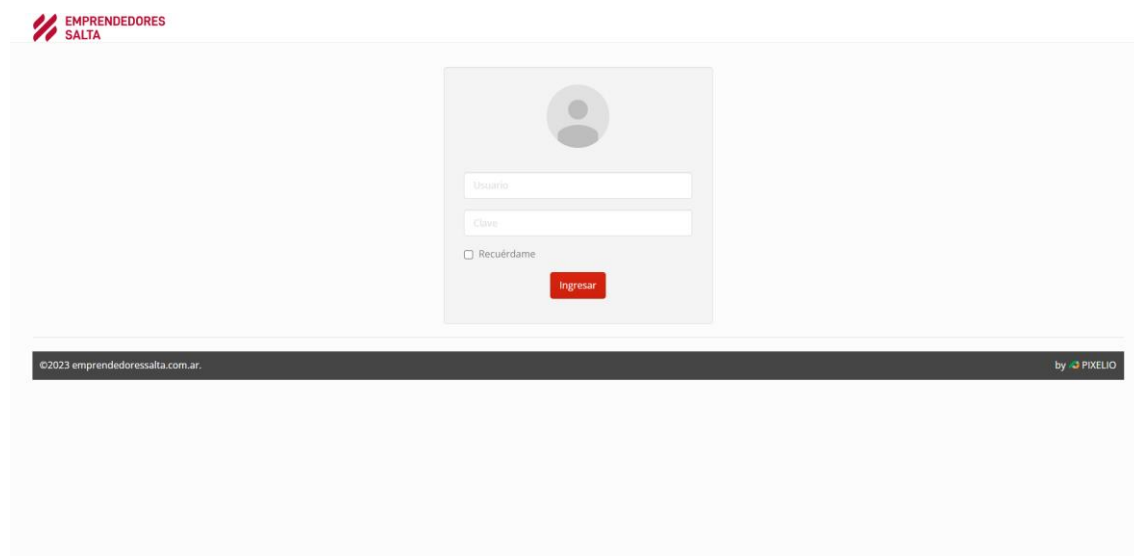 EMPRENDEDORES
SALTA
Usuario
Clave
Recuérdame
Ingresar
©2023 emprendedoressalta.com.ar.
by PIXELIO